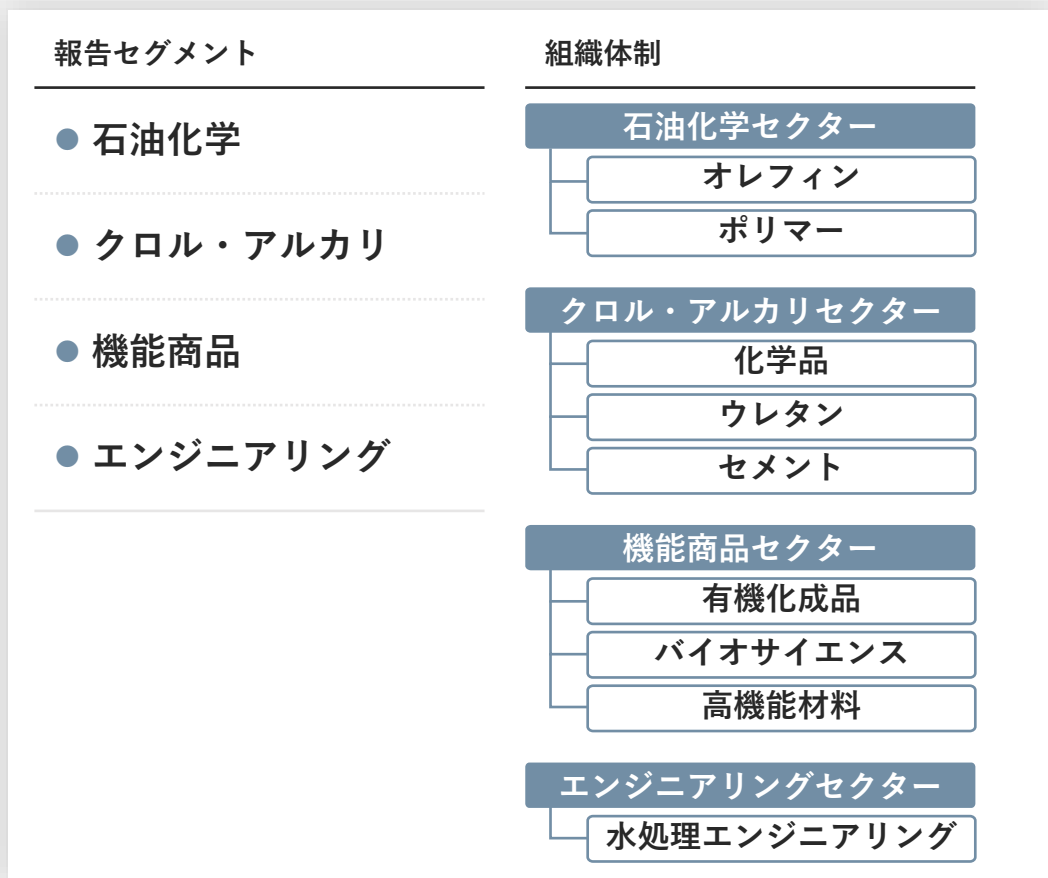 報告セグメント
石油化学
クロル・アルカリ
機能商品
エンジニアリング
組織体制
石油化学セクター
オレフィン
ポリマー
クロル・アルカリセクター
化学品
ウレタン
セメント
機能商品セクター
有機化成品
バイオサイエンス
高機能材料
エンジニアリングセクター
水処理エンジニアリング